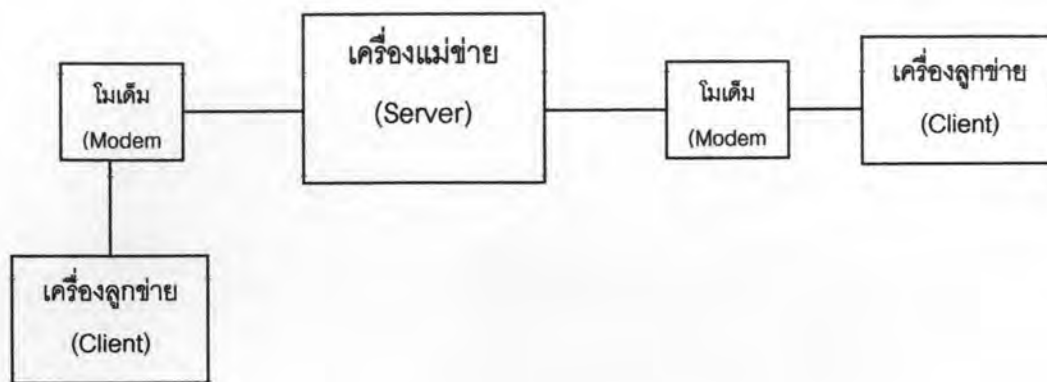 โมเด็ม
(Modem
เครื่องแม่ข่าย
(Server)
โมเด็ม
(Modem
เครื่องลูกข่าย
(Client)
เครื่องลูกข่าย
(Client)